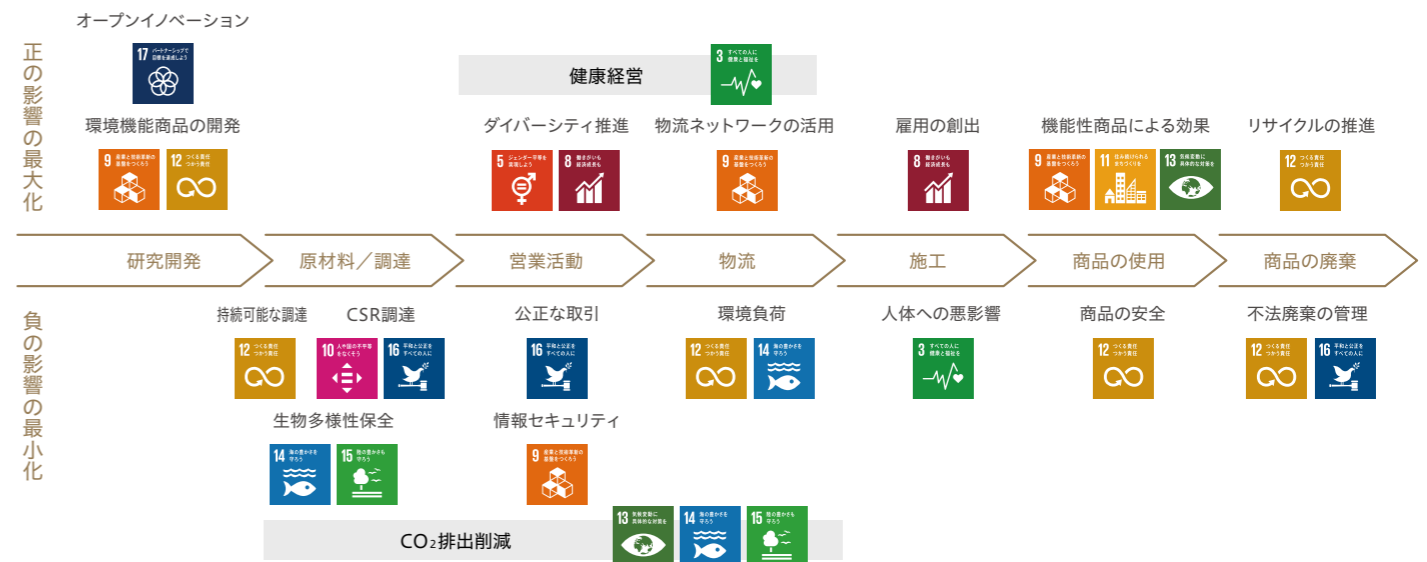 正の影響の最大化
オープンイノベーション
17 パートナーシップで
目標を達成しよう
健康経営
3 すべての人に
健康と福祉を
環境機能商品の開発
9 産業と技術革新の
基盤をつくろう
12 つくる責任
つかう責任
ダイバーシティ推進
5 ジェンダー平等を
実現しよう
8 働きがいも
経済成長も
物流ネットワークの活用
9 産業と技術革新の
基盤をつくろう
雇用の創出
8 働きがいも
経済成長も
機能性商品による効果
9 産業と技術革新の
基盤をつくろう
11 住み続けられる
まちづくりを
13 気候変動に
具体的な対策を
リサイクルの推進
12 つくる責任
つかう責任
研究開発
原材料／調達
営業活動
物流
施工
商品の使用
商品の廃棄
負の影響の最小化
持続可能な調達
12 つくる責任
つかう責任
CSR調達
10 人や国の不平等
をなくそう
16 平和と公正を
すべての人に
公正な取引
16 平和と公正を
すべての人に
環境負荷
12 つくる責任
つかう責任
14 海の豊かさを
守ろう
人体への悪影響
3 すべての人に
健康と福祉を
商品の安全
12 つくる責任
つかう責任
不法廃棄の管理
12 つくる責任
つかう責任
16 平和と公正を
すべての人に
生物多様性保全
14 海の豊かさを
守ろう
15 陸の豊かさも
守ろう
情報セキュリティ
9 産業と技術革新の
基盤をつくろう
CO₂排出削減
13 気候変動に
具体的な対策を
14 海の豊かさを
守ろう
15 陸の豊かさも
守ろう